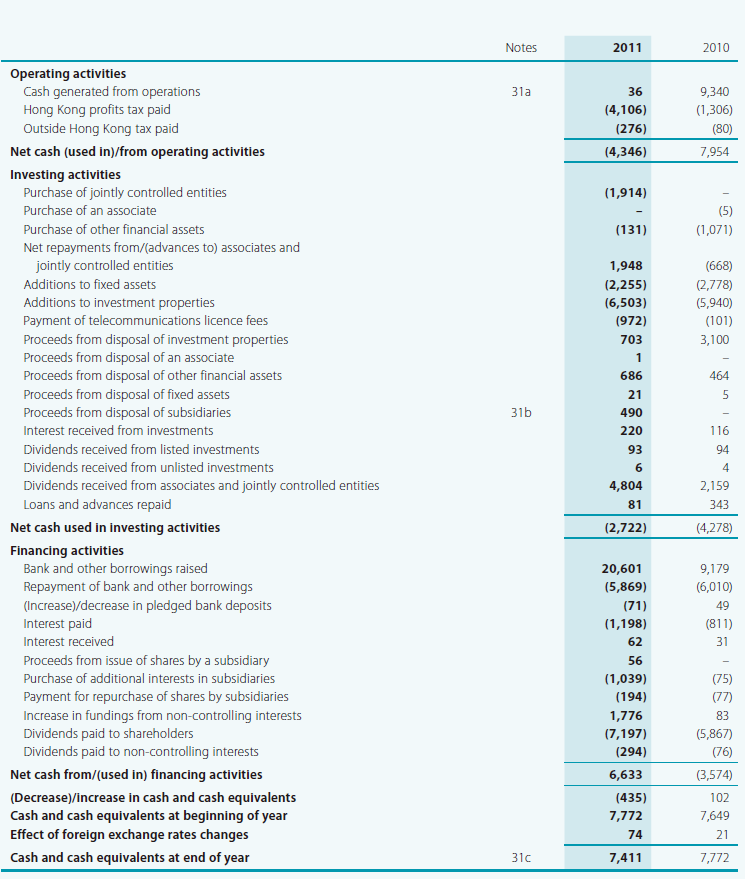 Notes 2011 2010
Operating activities
Cash generated from operations 31a 36 9,340
Hong Kong profits tax paid (4,106) (1,306)
Outside Hong Kong tax paid (276) (80)
Net cash (used in)/from operating activities (4,346) 7,954
Investing activities
Purchase of jointly controlled entities (1,914) –
Purchase of an associate – (5)
Purchase of other financial assets (131) (1,071)
Net repayments from/(advances to) associates and
jointly controlled entities 1,948 (668)
Additions to fixed assets (2,255) (2,778)
Additions to investment properties (6,503) (5,940)
Payment of telecommunications licence fees (972) (101)
Proceeds from disposal of investment properties 703 3,100
Proceeds from disposal of an associate 1 –
Proceeds from disposal of other financial assets 686 464
Proceeds from disposal of fixed assets 21 5
Proceeds from disposal of subsidiaries 31b 490 –
Interest received from investments 220 116
Dividends received from listed investments 93 94
Dividends received from unlisted investments 6 4
Dividends received from associates and jointly controlled entities 4,804 2,159
Loans and advances repaid 81 343
Net cash used in investing activities (2,722) (4,278)
Financing activities
Bank and other borrowings raised 20,601 9,179
Repayment of bank and other borrowings (5,869) (6,010)
(Increase)/decrease in pledged bank deposits (71) 49
Interest paid (1,198) (811)
Interest received 62 31
Proceeds from issue of shares by a subsidiary 56 –
Purchase of additional interests in subsidiaries (1,039) (75)
Payment for repurchase of shares by subsidiaries (194) (77)
Increase in fundings from non-controlling interests 1,776 83
Dividends paid to shareholders (7,197) (5,867)
Dividends paid to non-controlling interests (294) (76)
Net cash from/(used in) financing activities 6,633 (3,574)
(Decrease)/increase in cash and cash equivalents (435) 102
Cash and cash equivalents at beginning of year 7,772 7,649
Effect of foreign exchange rates changes 74 21
Cash and cash equivalents at end of year 31c 7,411 7,772